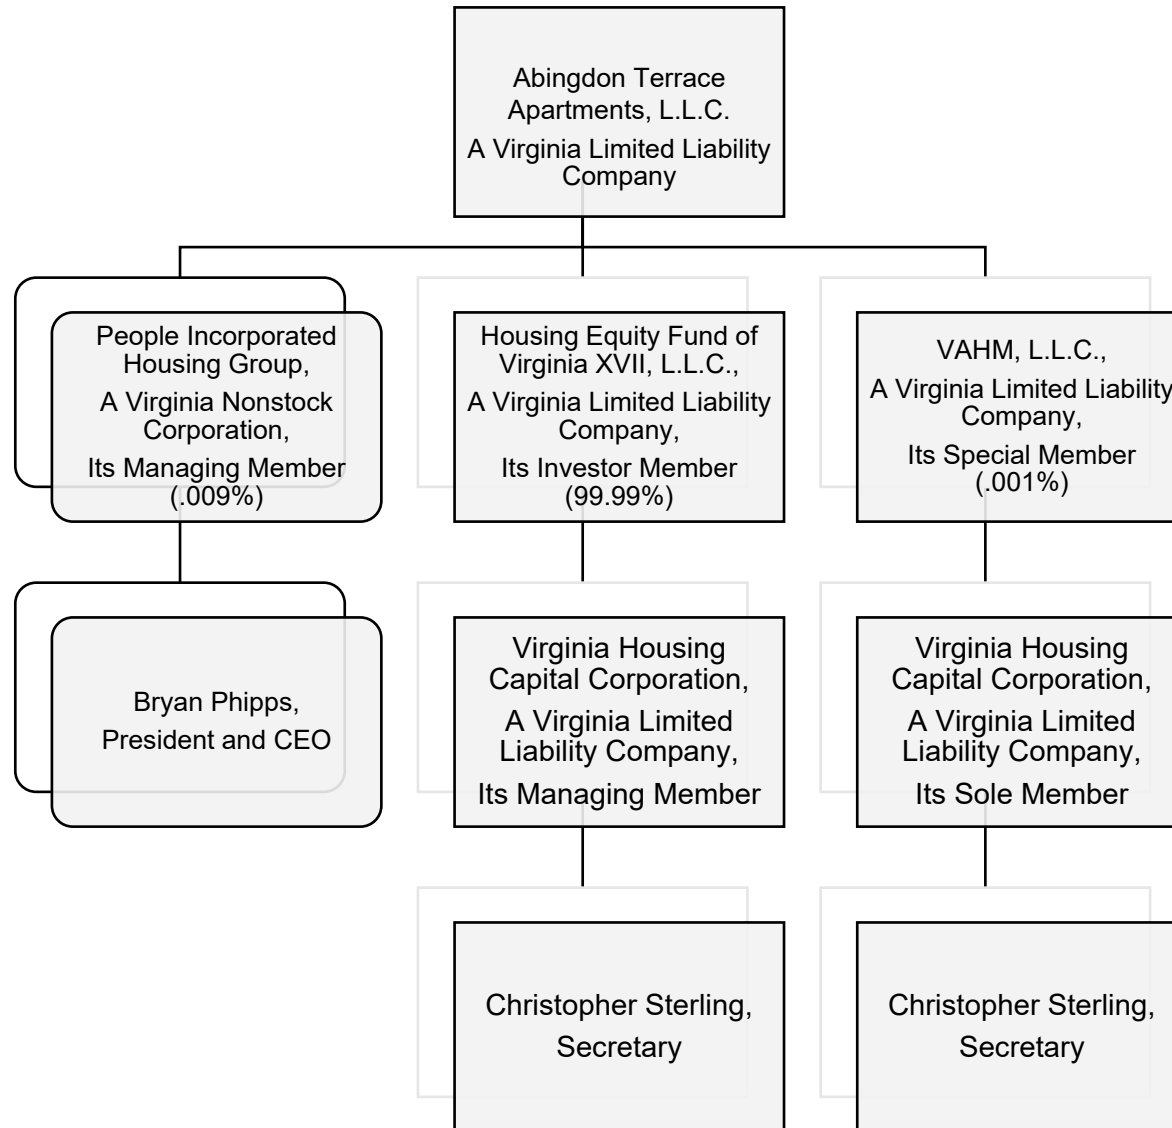 Abingdon Terrace
Apartments, L.L.C.
A Virginia Limited Liability
Company
People Incorporated
Housing Group,
A Virginia Nonstock
Corporation,
Its Managing Member
(.009%)
Housing Equity Fund of
Virginia XVII, L.L.C.,
A Virginia Limited Liability
Company,
Its Investor Member
(99.99%)
VAHM, L.L.C.,
A Virginia Limited Liability
Company,
Its Special Member
(.001%)
Bryan Phipps,
President and CEO
Virginia Housing
Capital Corporation,
A Virginia Limited
Liability Company,
Its Managing Member
Virginia Housing
Capital Corporation,
A Virginia Limited
Liability Company,
Its Sole Member
Christopher Sterling,
Secretary
Christopher Sterling,
Secretary